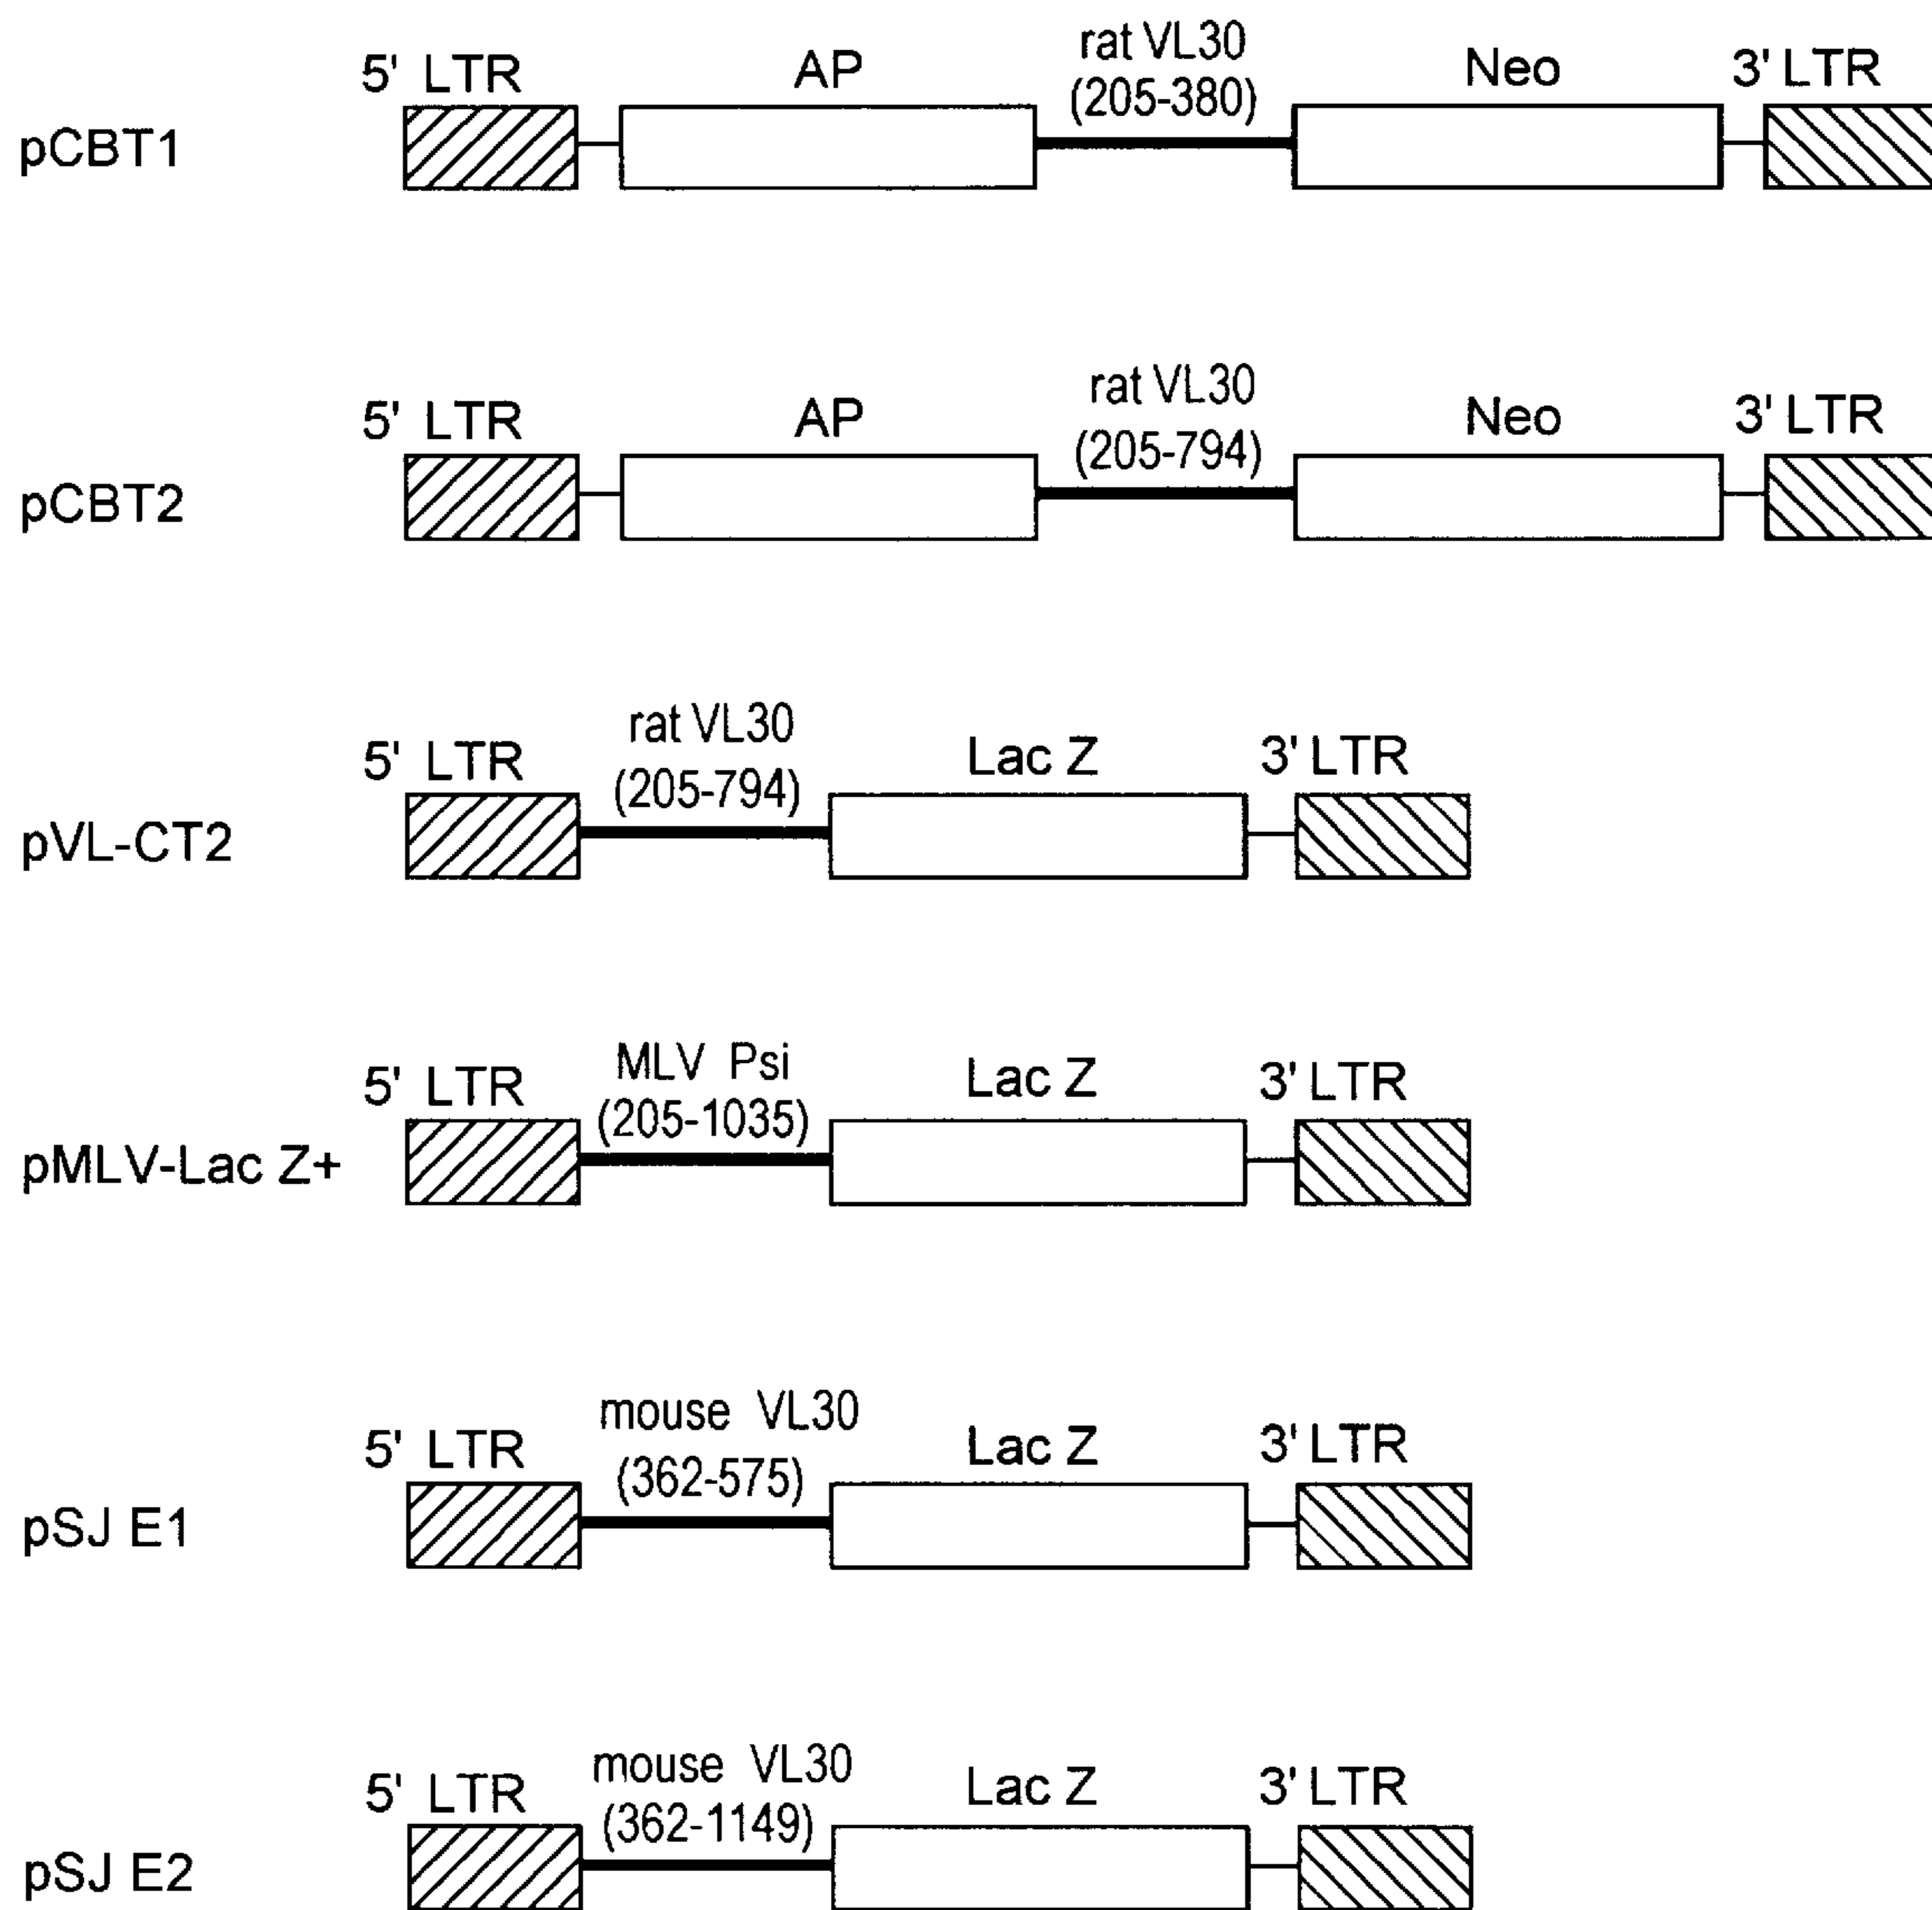 rat VL30
5' LTR AP (205-380) Neo 3' LTR
pCBT1
rat VL30
5' LTR AP (205-794) Neo 3' LTR
pCBT2
rat VL30
5' LTR (205-794) Lac Z 3' LTR
pVL-CT2
MLV Psi
5' LTR (205-1035) Lac Z 3' LTR
pMLV-Lac Z+
mouse VL30
5' LTR (362-575) Lac Z 3' LTR
pSJ E1
mouse VL30
5' LTR (362-1149) Lac Z 3' LTR
pSJ E2